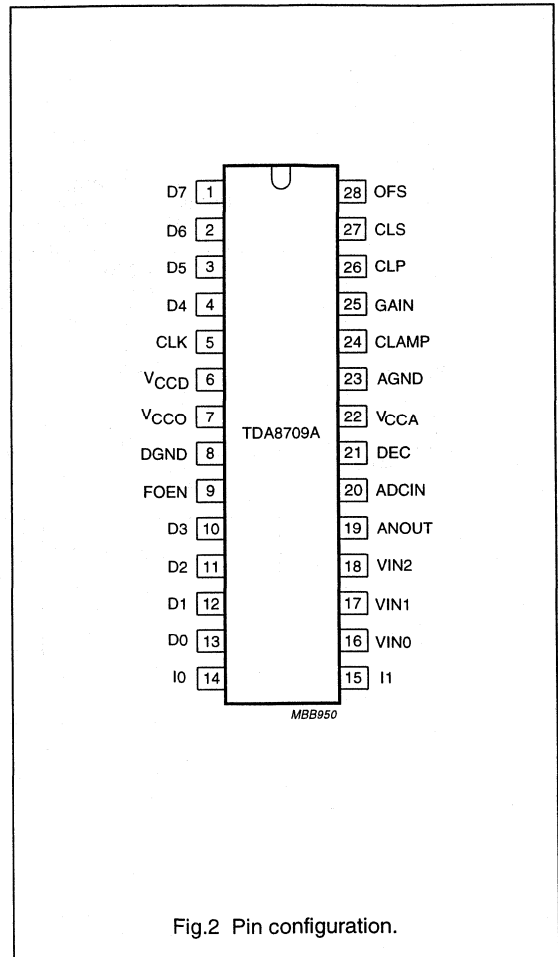 D7 1 28 OFS
D6 2 27 CLS
D5 3 26 CLP
D4 4 25 GAIN
CLK 5 24 CLAMP
VCCD 6 23 AGND
VCCO 7 22 VCCA
TDA8709A
DGND 8 21 DEC
FOEN 9 20 ADCIN
D3 10 19 ANOUT
D2 11 18 VIN2
D1 12 17 VIN1
D0 13 16 VIN0
I0 14 15 I1
MBB950
Fig.2 Pin configuration.